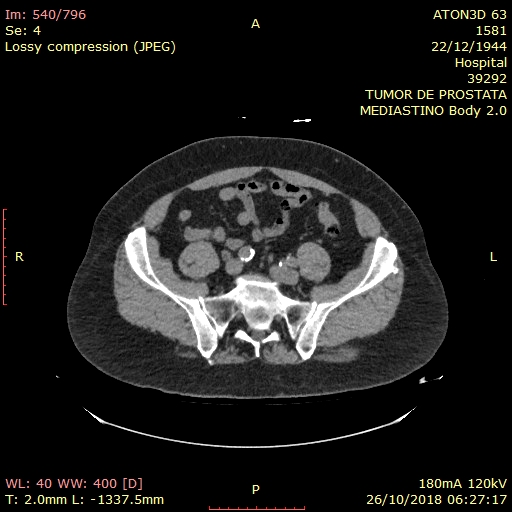 Im: 540/796
Se: 4
Lossy compression (JPEG)
A
ATON3D 63
1581
22/12/1944
Hospital
39292
TUMOR DE PROSTATA
MEDIASTINO Body 2.0
R
L
WL: 40 WW: 400 [D]
T: 2.0mm L: -1337.5mm
P
180mA 120kV
26/10/2018 06:27:17